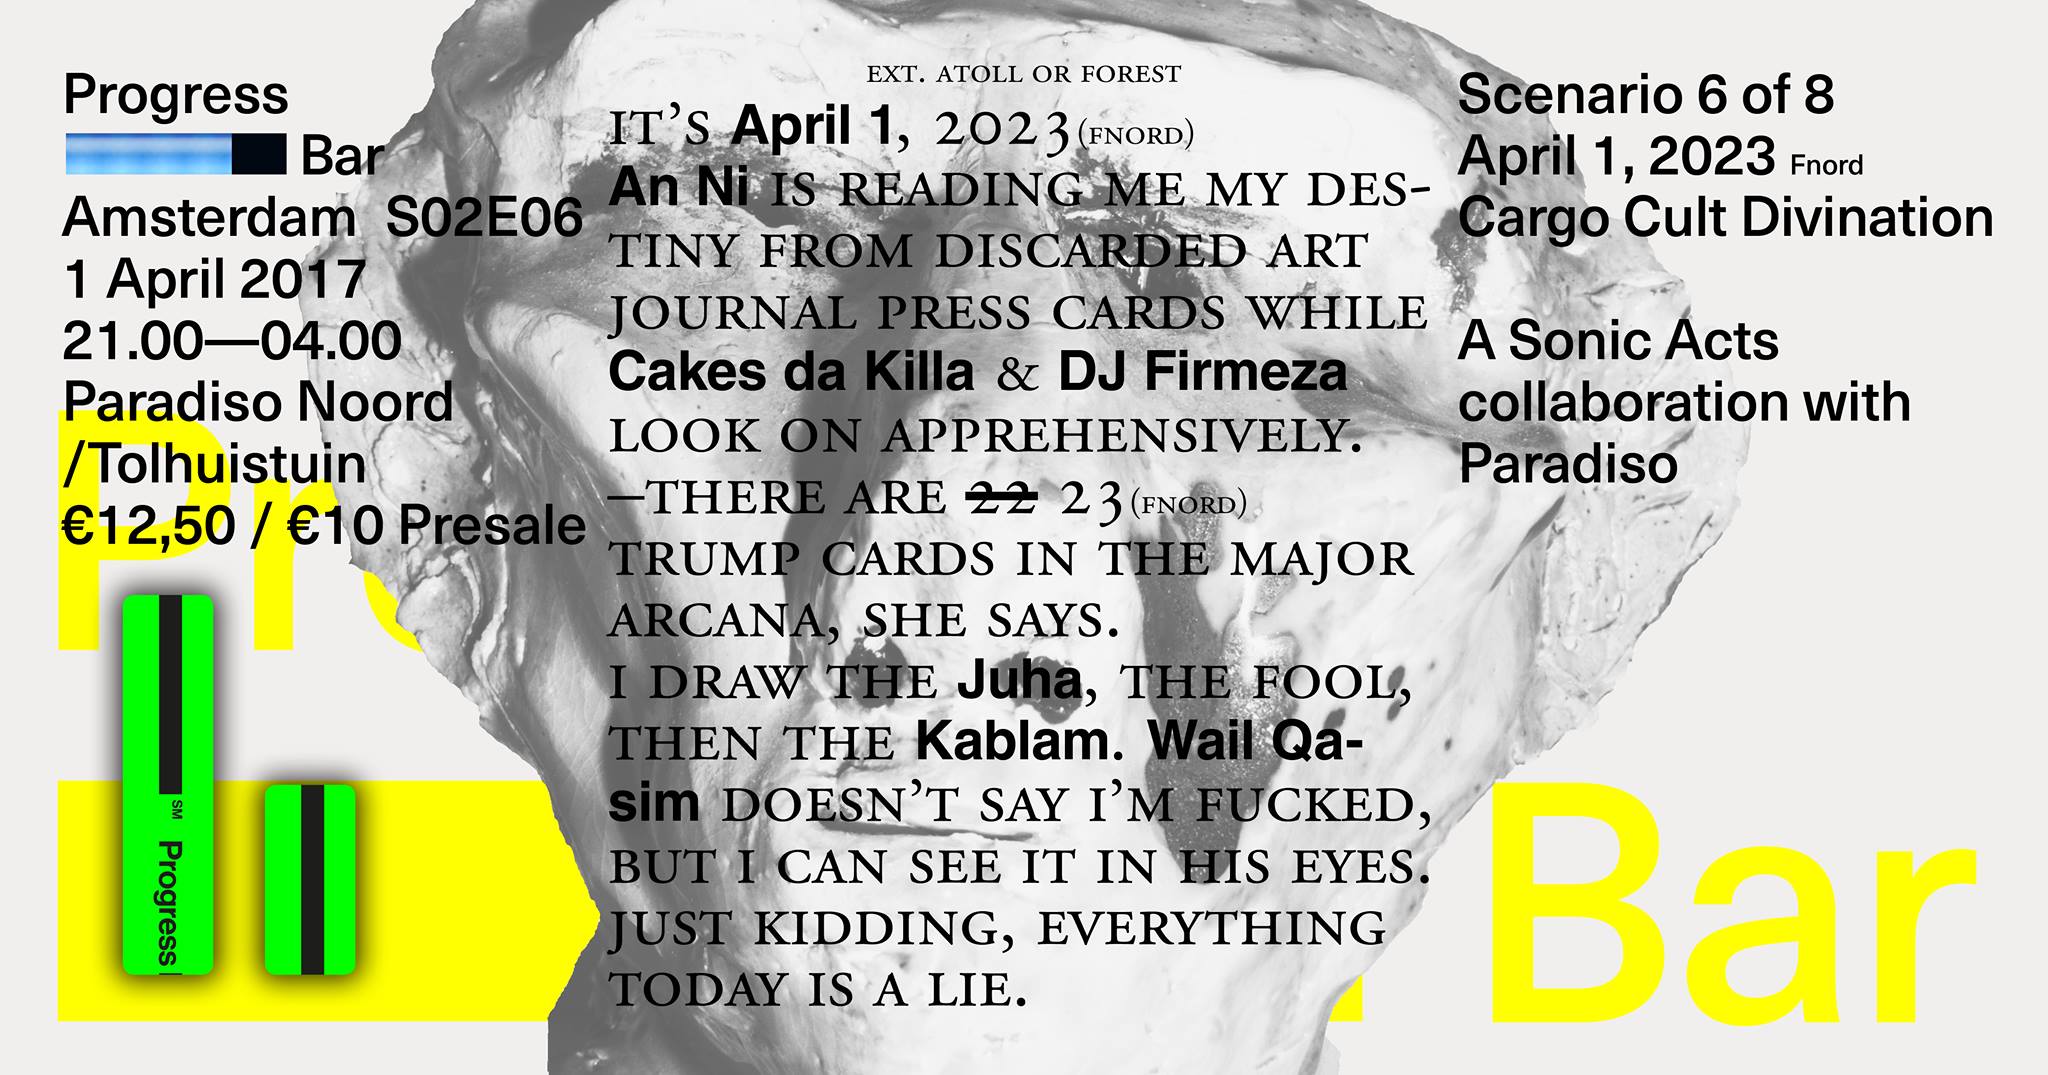 Progress
Bar
Amsterdam S02E06
1 April 2017
21.00—04.00
Paradiso Noord
/Tolhuistuin
€12,50 / €10 Presale
EXT. ATOLL OR FOREST
IT’S April 1, 2023 (FNORD)
An Ni IS READING ME MY DES-
TINY FROM DISCARDED ART
JOURNAL PRESS CARDS WHILE
Cakes da Killa & DJ Firmeza
LOOK ON APPREHENSIVELY.
—THERE ARE 22 23 (FNORD)
TRUMP CARDS IN THE MAJOR
ARCANA, SHE SAYS.
I DRAW THE Juha, THE FOOL,
THEN THE Kablam. Wail Qa-
sim DOESN’T SAY I’M FUCKED,
BUT I CAN SEE IT IN HIS EYES.
JUST KIDDING, EVERYTHING
TODAY IS A LIE.
Scenario 6 of 8
April 1, 2023 Fnord
Cargo Cult Divination
A Sonic Acts
collaboration with
Paradiso
SM Progress
Pro
Bar